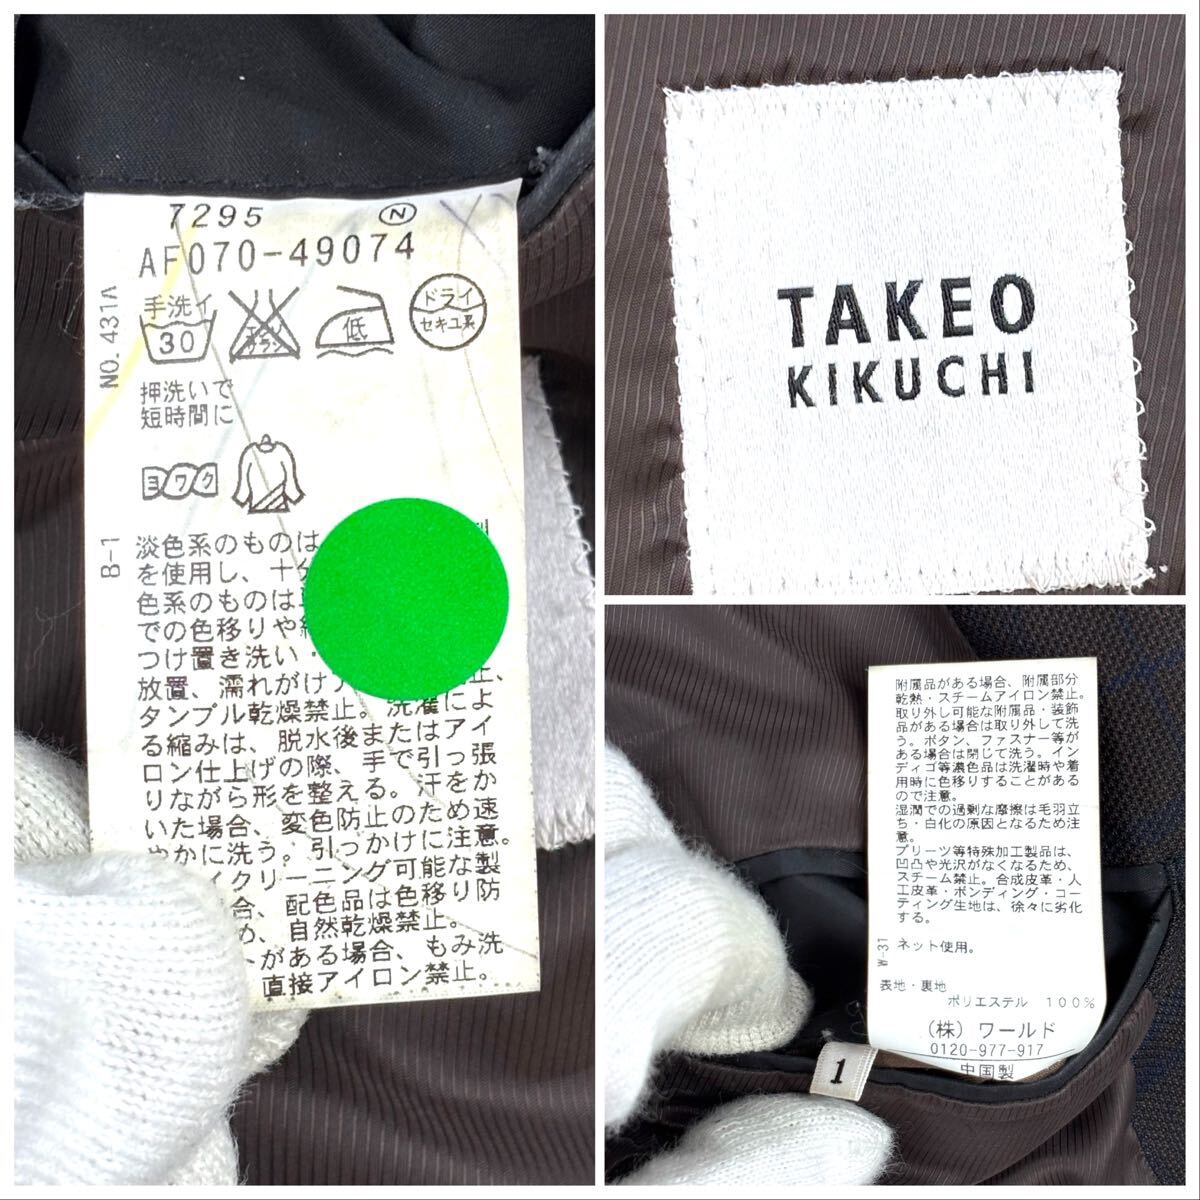 7295 N
AF070-49074
NO.431A
手洗イ
30
エンソ
サラシ
低
ドライ
セキユ系
押洗いで
短時間に
ヨワク
B-1
淡色系のものは
を使用し、十分
色系のものは
での色移りや
つけ置き洗い・
放置、濡れがけ
タンブル乾燥禁止。洗濯によ
る縮みは、脱水後またはアイ
ロン仕上げの際、手で引っ張
りながら形を整える。汗をか
いた場合、変色防止のため速
やかに洗う。引っかけに注意。
イクリーニング可能な製
合、配色品は色移り防
め、自然乾燥禁止。
がある場合、もみ洗
直接アイロン禁止。
TAKEO
KIKUCHI
附属品がある場合、附属部分
乾熱・スチームアイロン禁止。
取り外し可能な附属品・装飾
品がある場合は取り外して洗
う。ボタン、ファスナー等が
ある場合は閉じて洗う。イン
ディゴ等濃色品は洗濯時や着
用時に色移りすることがある
ので注意。
湿潤での過剰な摩擦は毛羽立
ち・白化の原因となるため注
意。
プリーツ等特殊加工製品は、
凹凸や光沢がなくなるため、
スチーム禁止。合成皮革・人
工皮革・ボンディング・コー
ティング生地は、徐々に劣化
する。
W-31
ネット使用。
表地・裏地
ポリエステル 100%
(株)ワールド
0120-977-917
中国製
1